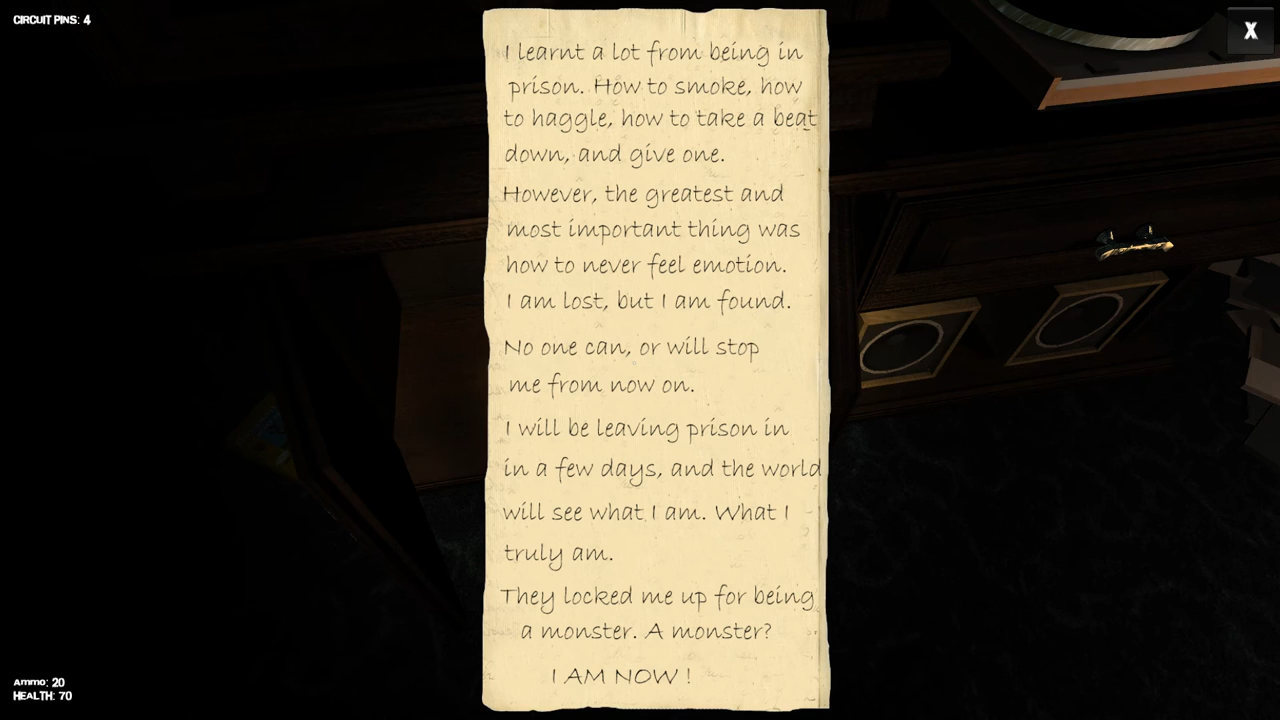 CIRCUIT PINS: 4
X
I learnt a lot from being in
prison. How to smoke, how
to haggle, how to take a beat
down, and give one.
However, the greatest and
most important thing was
how to never feel emotion.
I am lost, but I am found.
No one can, or will stop
me from now on.
I will be leaving prison in
in a few days, and the world
will see what I am. What I
truly am.
They locked me up for being
a monster. A monster?
I AM NOW !
Ammo: 20
HEALTH: 70